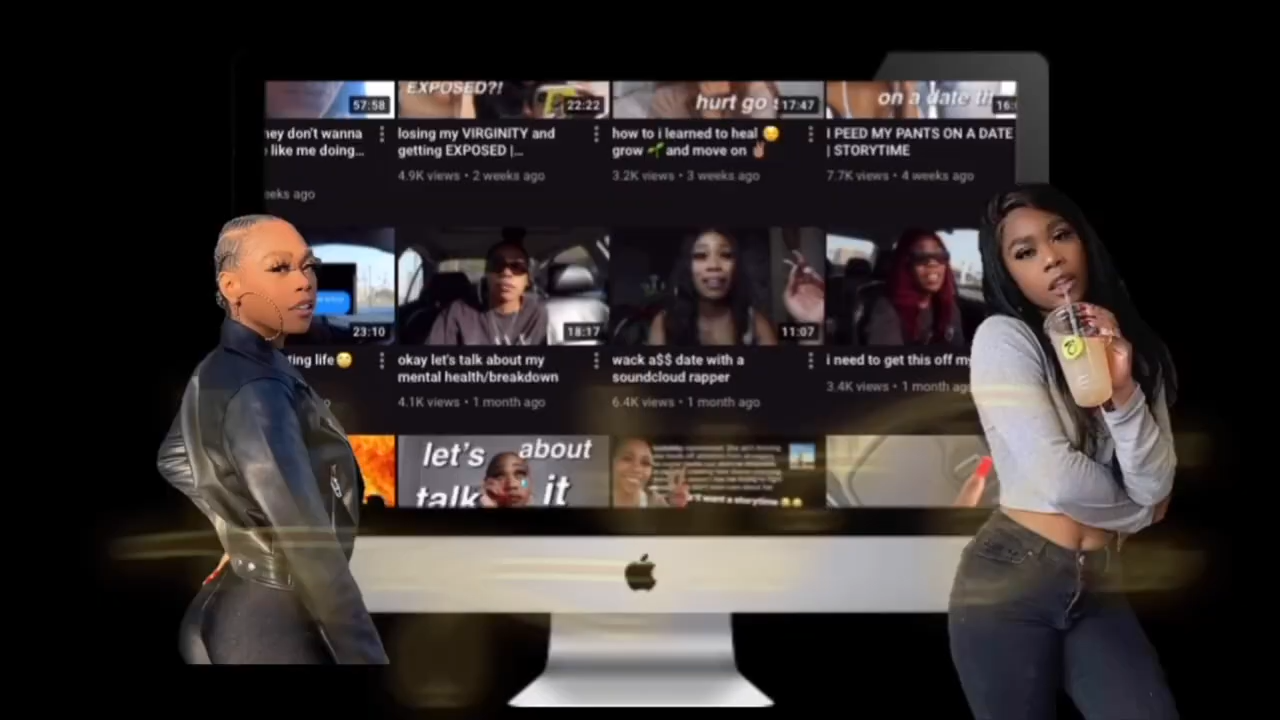 EXPOSED?!
hurt go
on a date th
57:58
22:22
17:47
16:
hey don't wanna
like me doing...
eeks ago
losing my VIRGINITY and
getting EXPOSED |...
4.9K views • 2 weeks ago
how to i learned to heal 😊
grow 🌱 and move on ✌🏽
3.2K views • 3 weeks ago
I PEED MY PANTS ON A DATE
| STORYTIME
7.7K views • 4 weeks ago
23:10
18:17
11:07
ting life😬
okay let's talk about my
mental health/breakdown
4.1K views • 1 month ago
wack a$$ date with a
soundcloud rapper
6.4K views • 1 month ago
i need to get this off my
3.4K views • 1 month ago
let's about
talk it
want a storytime